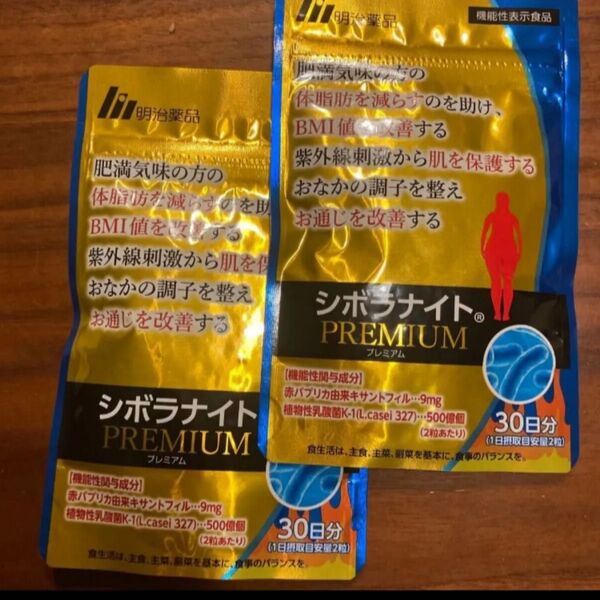 明治薬品
肥満気味の方の
体脂肪を減らすのを助
BMI値を改善する
紫外線刺激から肌を保
おなかの調子を整え
お通じを改善する
シボラナイト
PREMIUM
プレミアム
【機能性関与成分】
赤パプリカ由来キサントフィル…9mg
植物性乳酸菌K-1(L.casei 327)…500億個
(2粒あたり)
30日分
(1日摂取目安量2粒)
食生活は、主食、主菜、副菜を基本に、食事のバランスを。
明治薬品
機能性表示食品
肥満気味の方の
体脂肪を減らすのを助け、
BMI値を改善する
紫外線刺激から肌を保護する
おなかの調子を整え
お通じを改善する
シボラナイト®
PREMIUM
プレミアム
【機能性関与成分】
赤パプリカ由来キサントフィル…9mg
植物性乳酸菌K-1(L.casei 327)…500億個
(2粒あたり)
30日分
(1日摂取目安量2粒)
食生活は、主食、主菜、副菜を基本に、食事のバランスを。